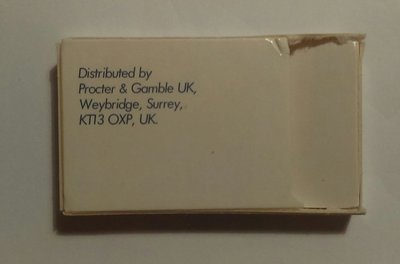 Distributed by
Procter & Gamble UK,
Weybridge, Surrey,
KT13 OXP, UK.